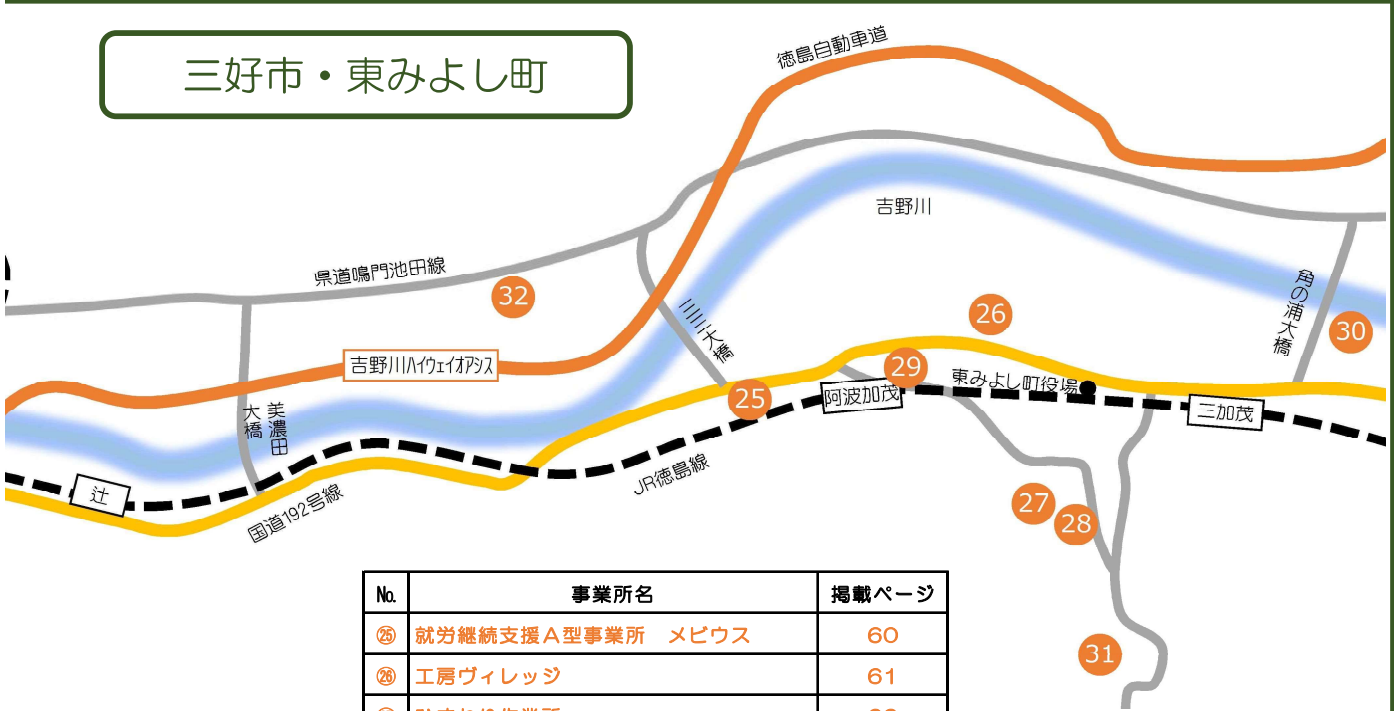 三好市・東みよし町
徳島自動車道
吉野川
県道鳴門池田線
32
三三大橋
角の浦大橋
26
30
吉野川ハイウェイオアシス
29
東みよし町役場
25
阿波加茂
三加茂
美濃田
大橋
辻
JR徳島線
国道192号線
27
28
31
No. 事業所名 掲載ページ
㉕ 就労継続支援A型事業所 メビウス 60
㉖ 工房ヴィレッジ 61